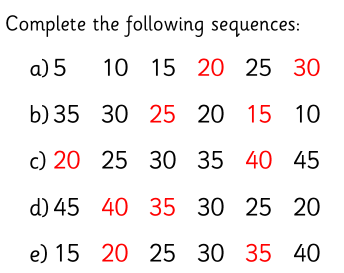 Complete the following sequences:
a) 5 10 15 20 25 30
b) 35 30 25 20 15 10
c) 20 25 30 35 40 45
d) 45 40 35 30 25 20
e) 15 20 25 30 35 40